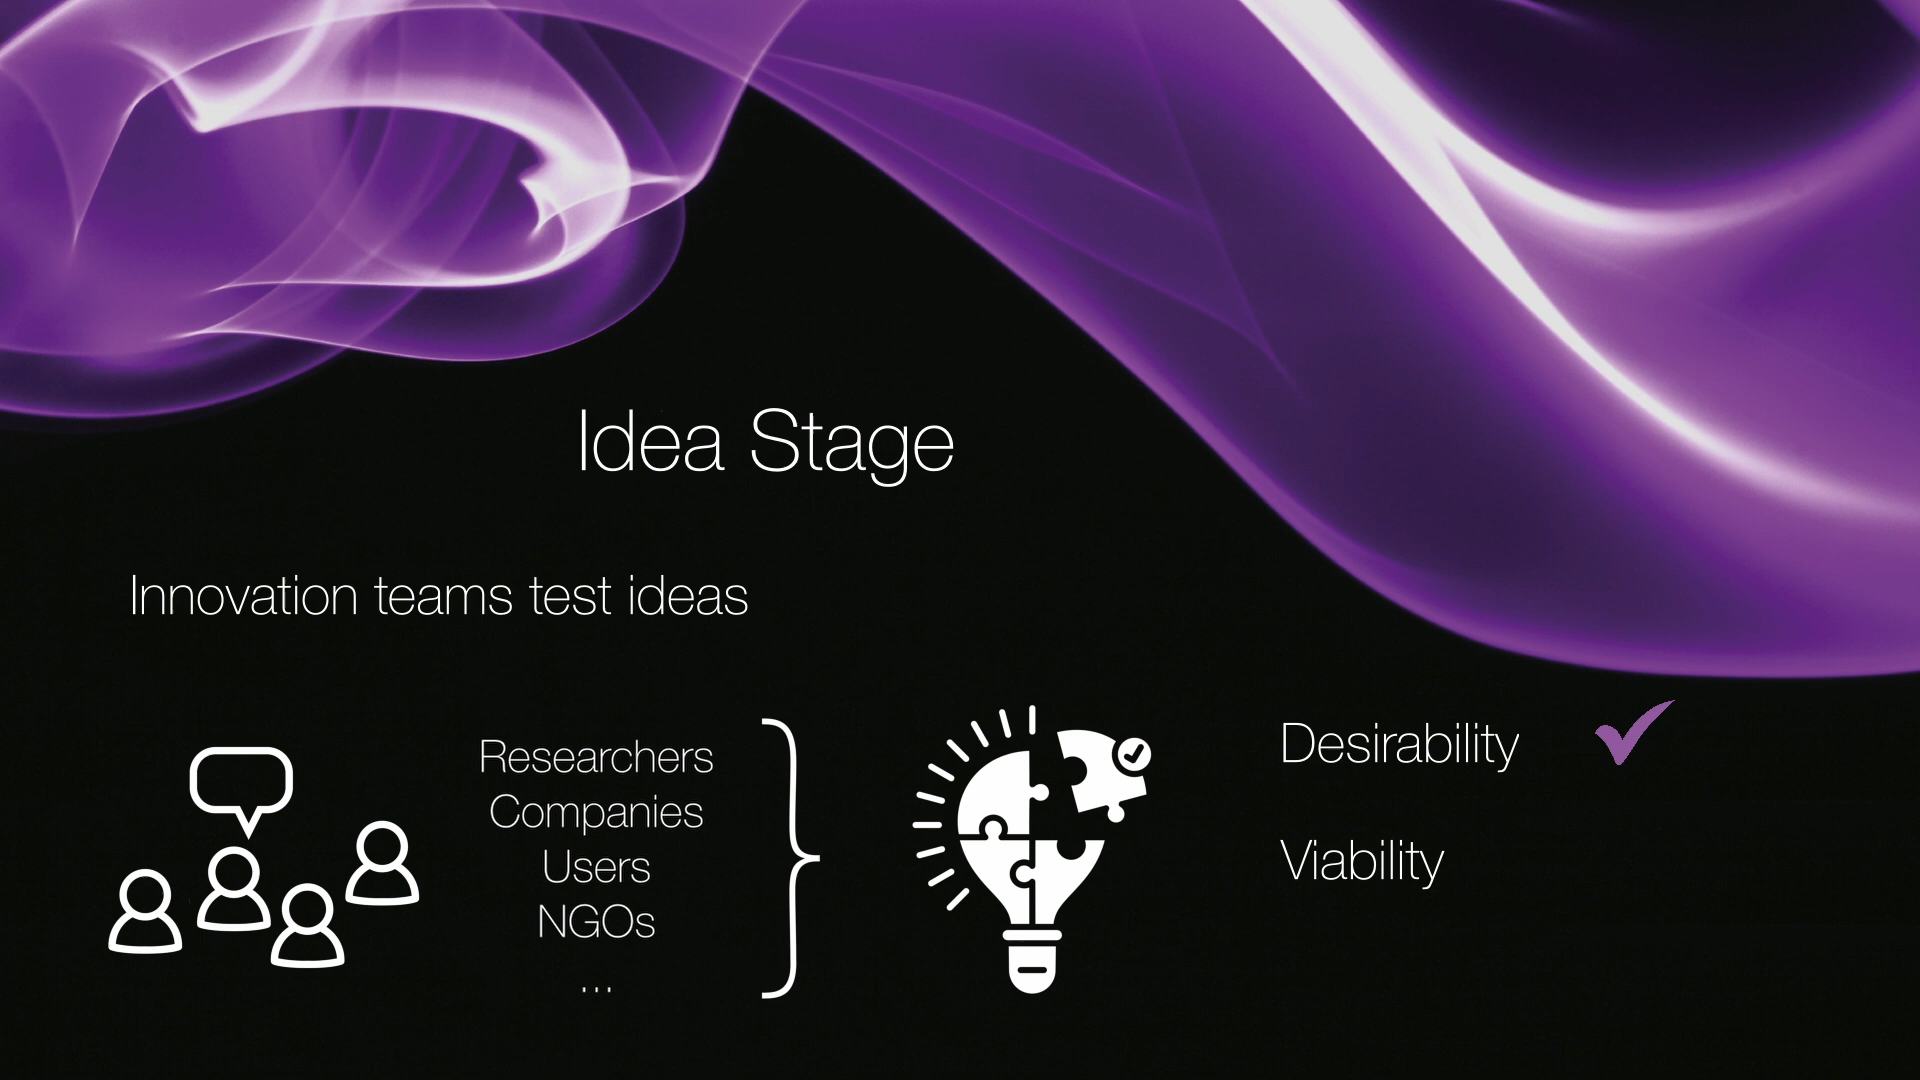 Idea Stage
Innovation teams test ideas
Researchers
Companies
Users
NGOs
...
Desirability
Viability